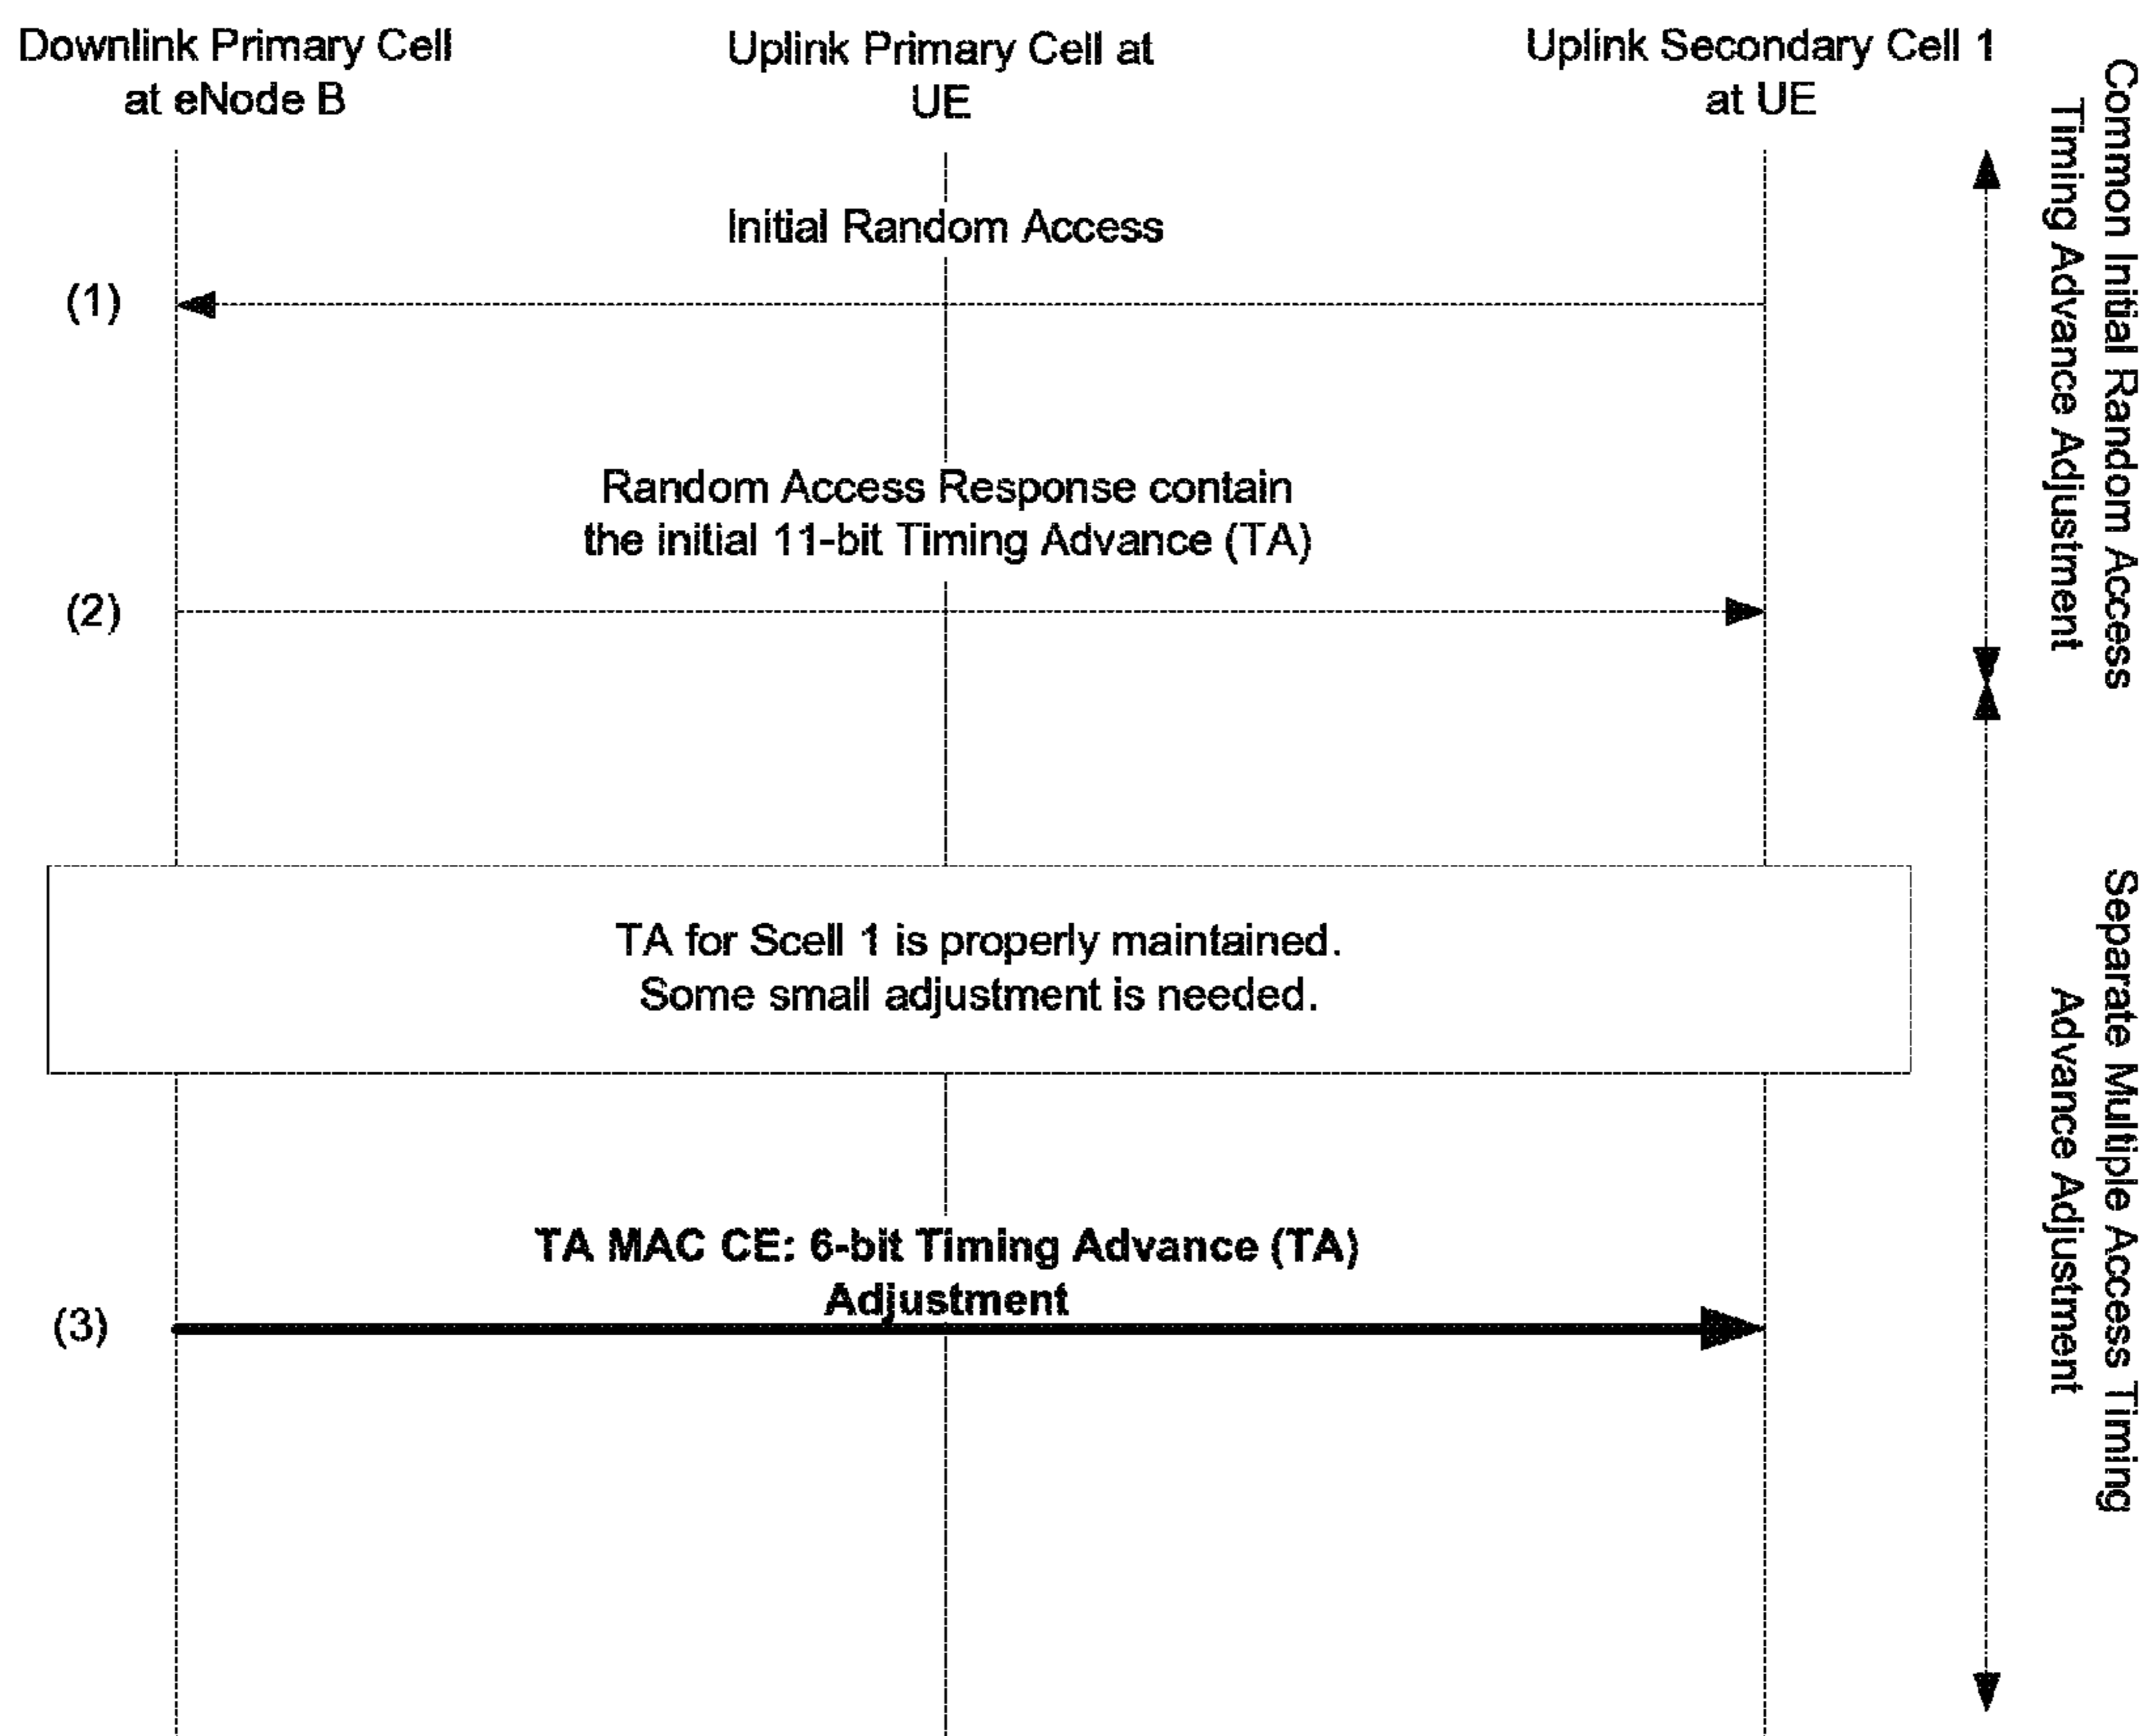 Downlink Primary Cell
at eNode B
Uplink Primary Cell at
UE
Uplink Secondary Cell 1
at UE
Common Initial Random Access
Timing Advance Adjustment
Initial Random Access
(1)
Random Access Response contain
the initial 11-bit Timing Advance (TA)
(2)
TA for Scell 1 is properly maintained.
Some small adjustment is needed.
Separate Multiple Access Timing
Advance Adjustment
TA MAC CE: 6-bit Timing Advance (TA)
Adjustment
(3)